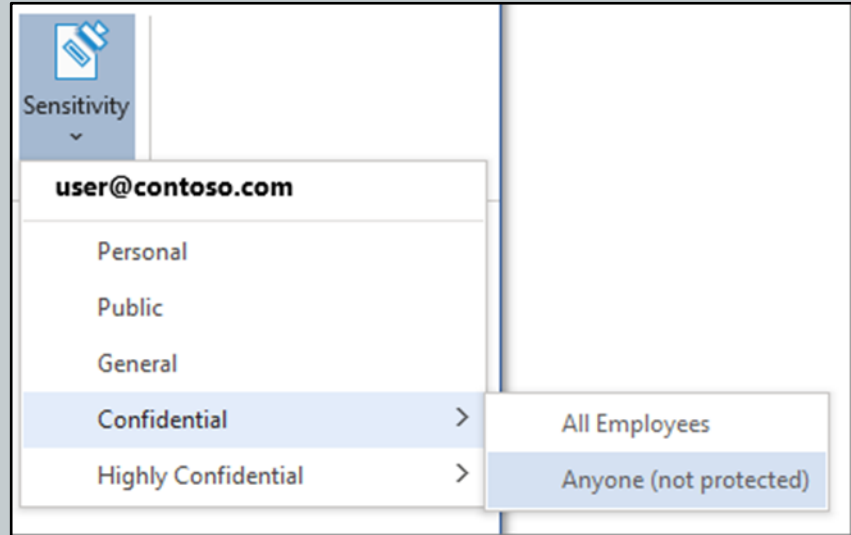 Sensitivity
user@contoso.com
Personal
Public
General
Confidential
Highly Confidential
All Employees
Anyone (not protected)